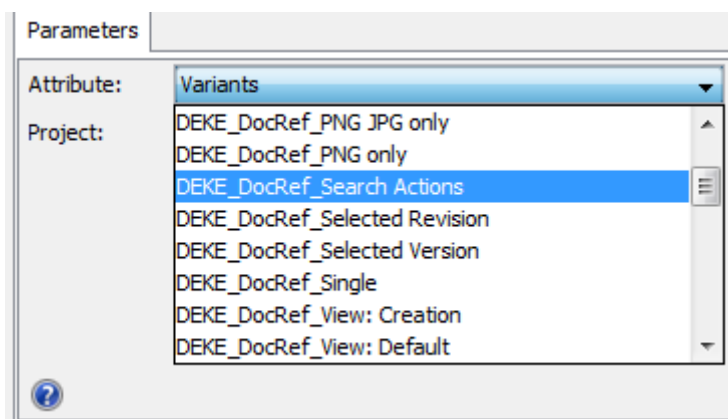 Parameters
Attribute: Variants
Project:
DEKE_DocRef_PNG JPG only
DEKE_DocRef_PNG only
DEKE_DocRef_Search Actions
DEKE_DocRef_Selected Revision
DEKE_DocRef_Selected Version
DEKE_DocRef_Single
DEKE_DocRef_View: Creation
DEKE_DocRef_View: Default
?